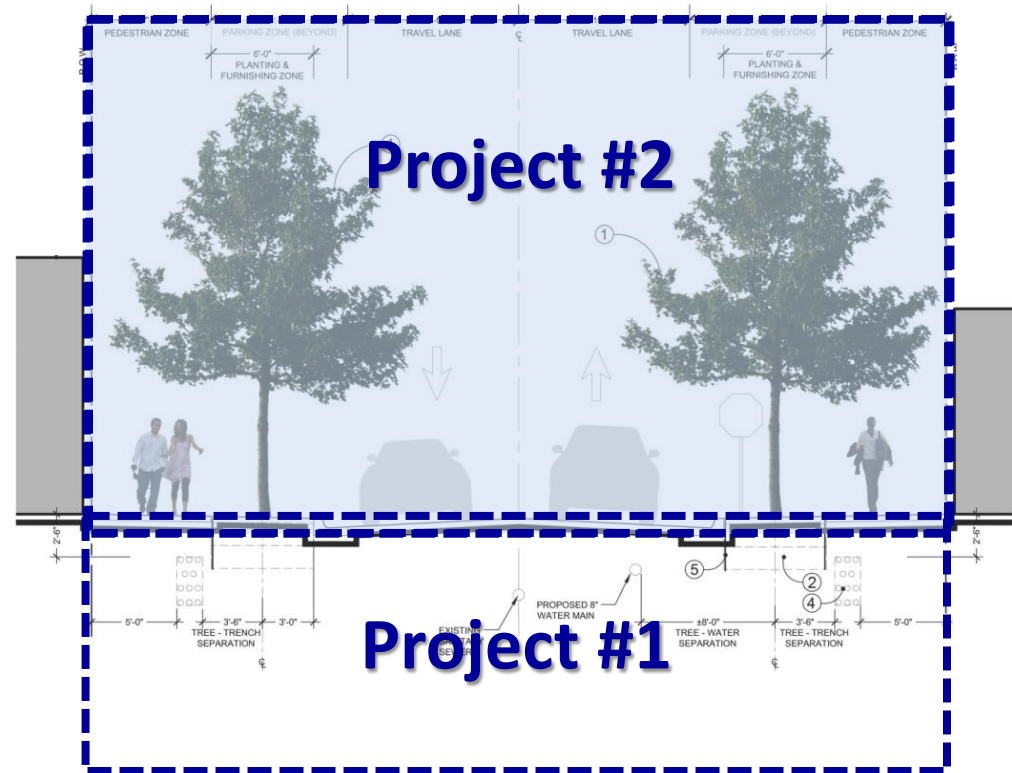 PEDESTRIAN ZONE
PARKING ZONE (BEYOND)
TRAVEL LANE
℄
TRAVEL LANE
PARKING ZONE (BEYOND)
PEDESTRIAN ZONE
6'-0"
PLANTING &
FURNISHING ZONE
6'-0"
PLANTING &
FURNISHING ZONE
Project #2
1
2'-6"
2'-6"
5
2
4
PROPOSED 8"
WATER MAIN
5'-0"
3'-6"
3'-0"
TREE - TRENCH
SEPARATION
EXISTING
SANITARY
SEWER
±8'-0"
TREE - WATER
SEPARATION
3'-6"
TREE - TRENCH
SEPARATION
5'-0"
Project #1
℄
℄